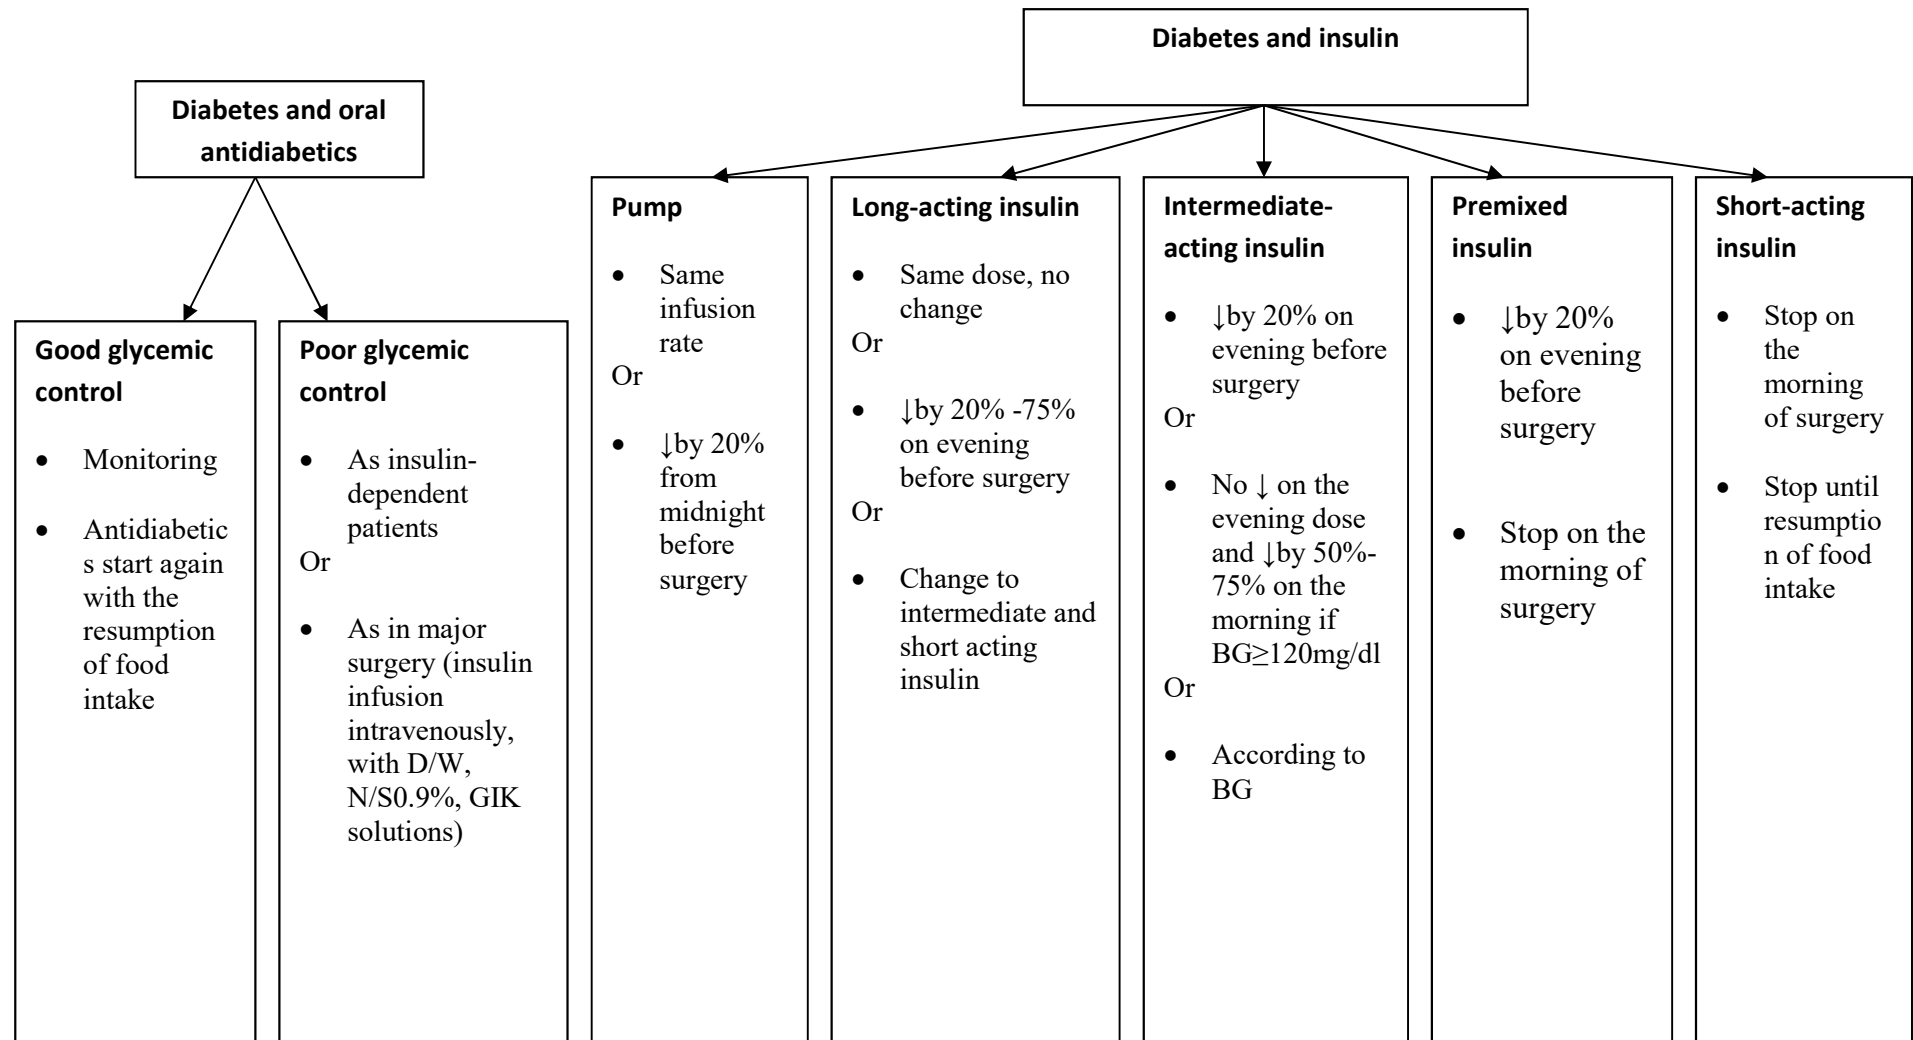 Diabetes and oral
antidiabetics
Good glycemic
control
• Monitoring
• Antidiabetic
s start again
with the
resumption
of food
intake
Poor glycemic
control
• As insulin-
dependent
patients
Or
• As in major
surgery (insulin
infusion
intravenously,
with D/W,
N/S0.9%, GIK
solutions)
Diabetes and insulin
Pump
• Same
infusion
rate
Or
• ↓by 20%
from
midnight
before
surgery
Long-acting insulin
• Same dose, no
change
Or
• ↓by 20% -75%
on evening
before surgery
Or
• Change to
intermediate and
short acting
insulin
Intermediate-
acting insulin
• ↓by 20% on
evening before
surgery
Or
• No ↓ on the
evening dose
and ↓by 50%-
75% on the
morning if
BG≥120mg/dl
Or
• According to
BG
Premixed
insulin
• ↓by 20%
on evening
before
surgery
• Stop on the
morning of
surgery
Short-acting
insulin
• Stop on
the
morning
of surgery
• Stop until
resumptio
n of food
intake